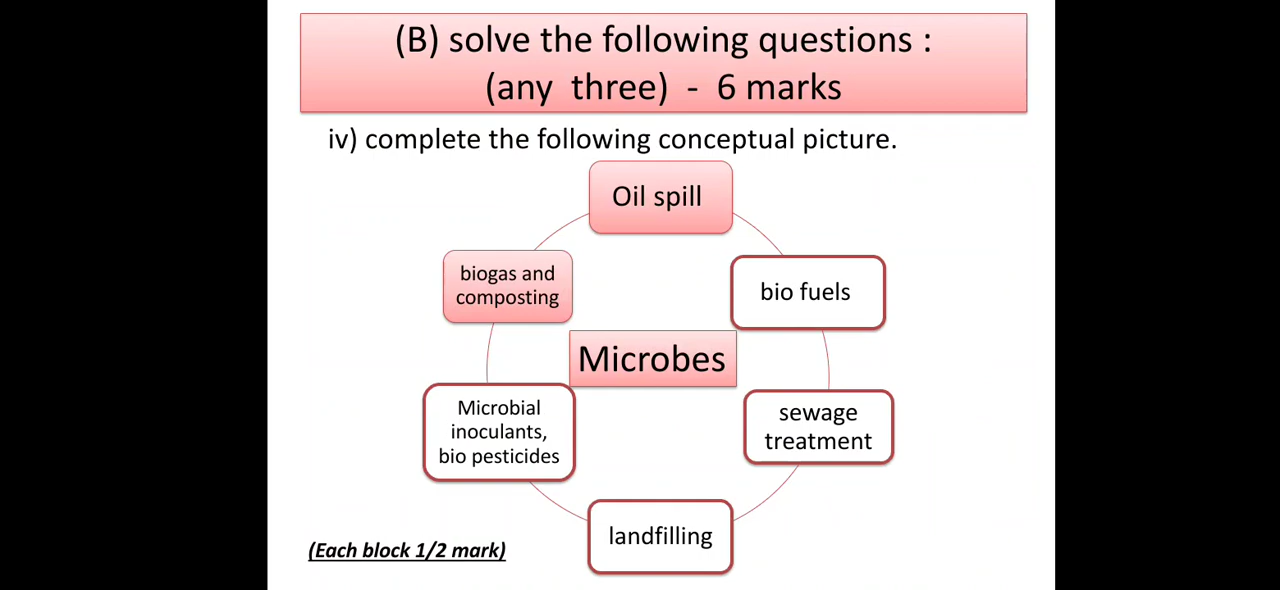 (B) solve the following questions :
(any three) - 6 marks
iv) complete the following conceptual picture.
Oil spill
biogas and
composting
bio fuels
Microbes
Microbial
inoculants,
bio pesticides
sewage
treatment
landfilling
(Each block 1/2 mark)